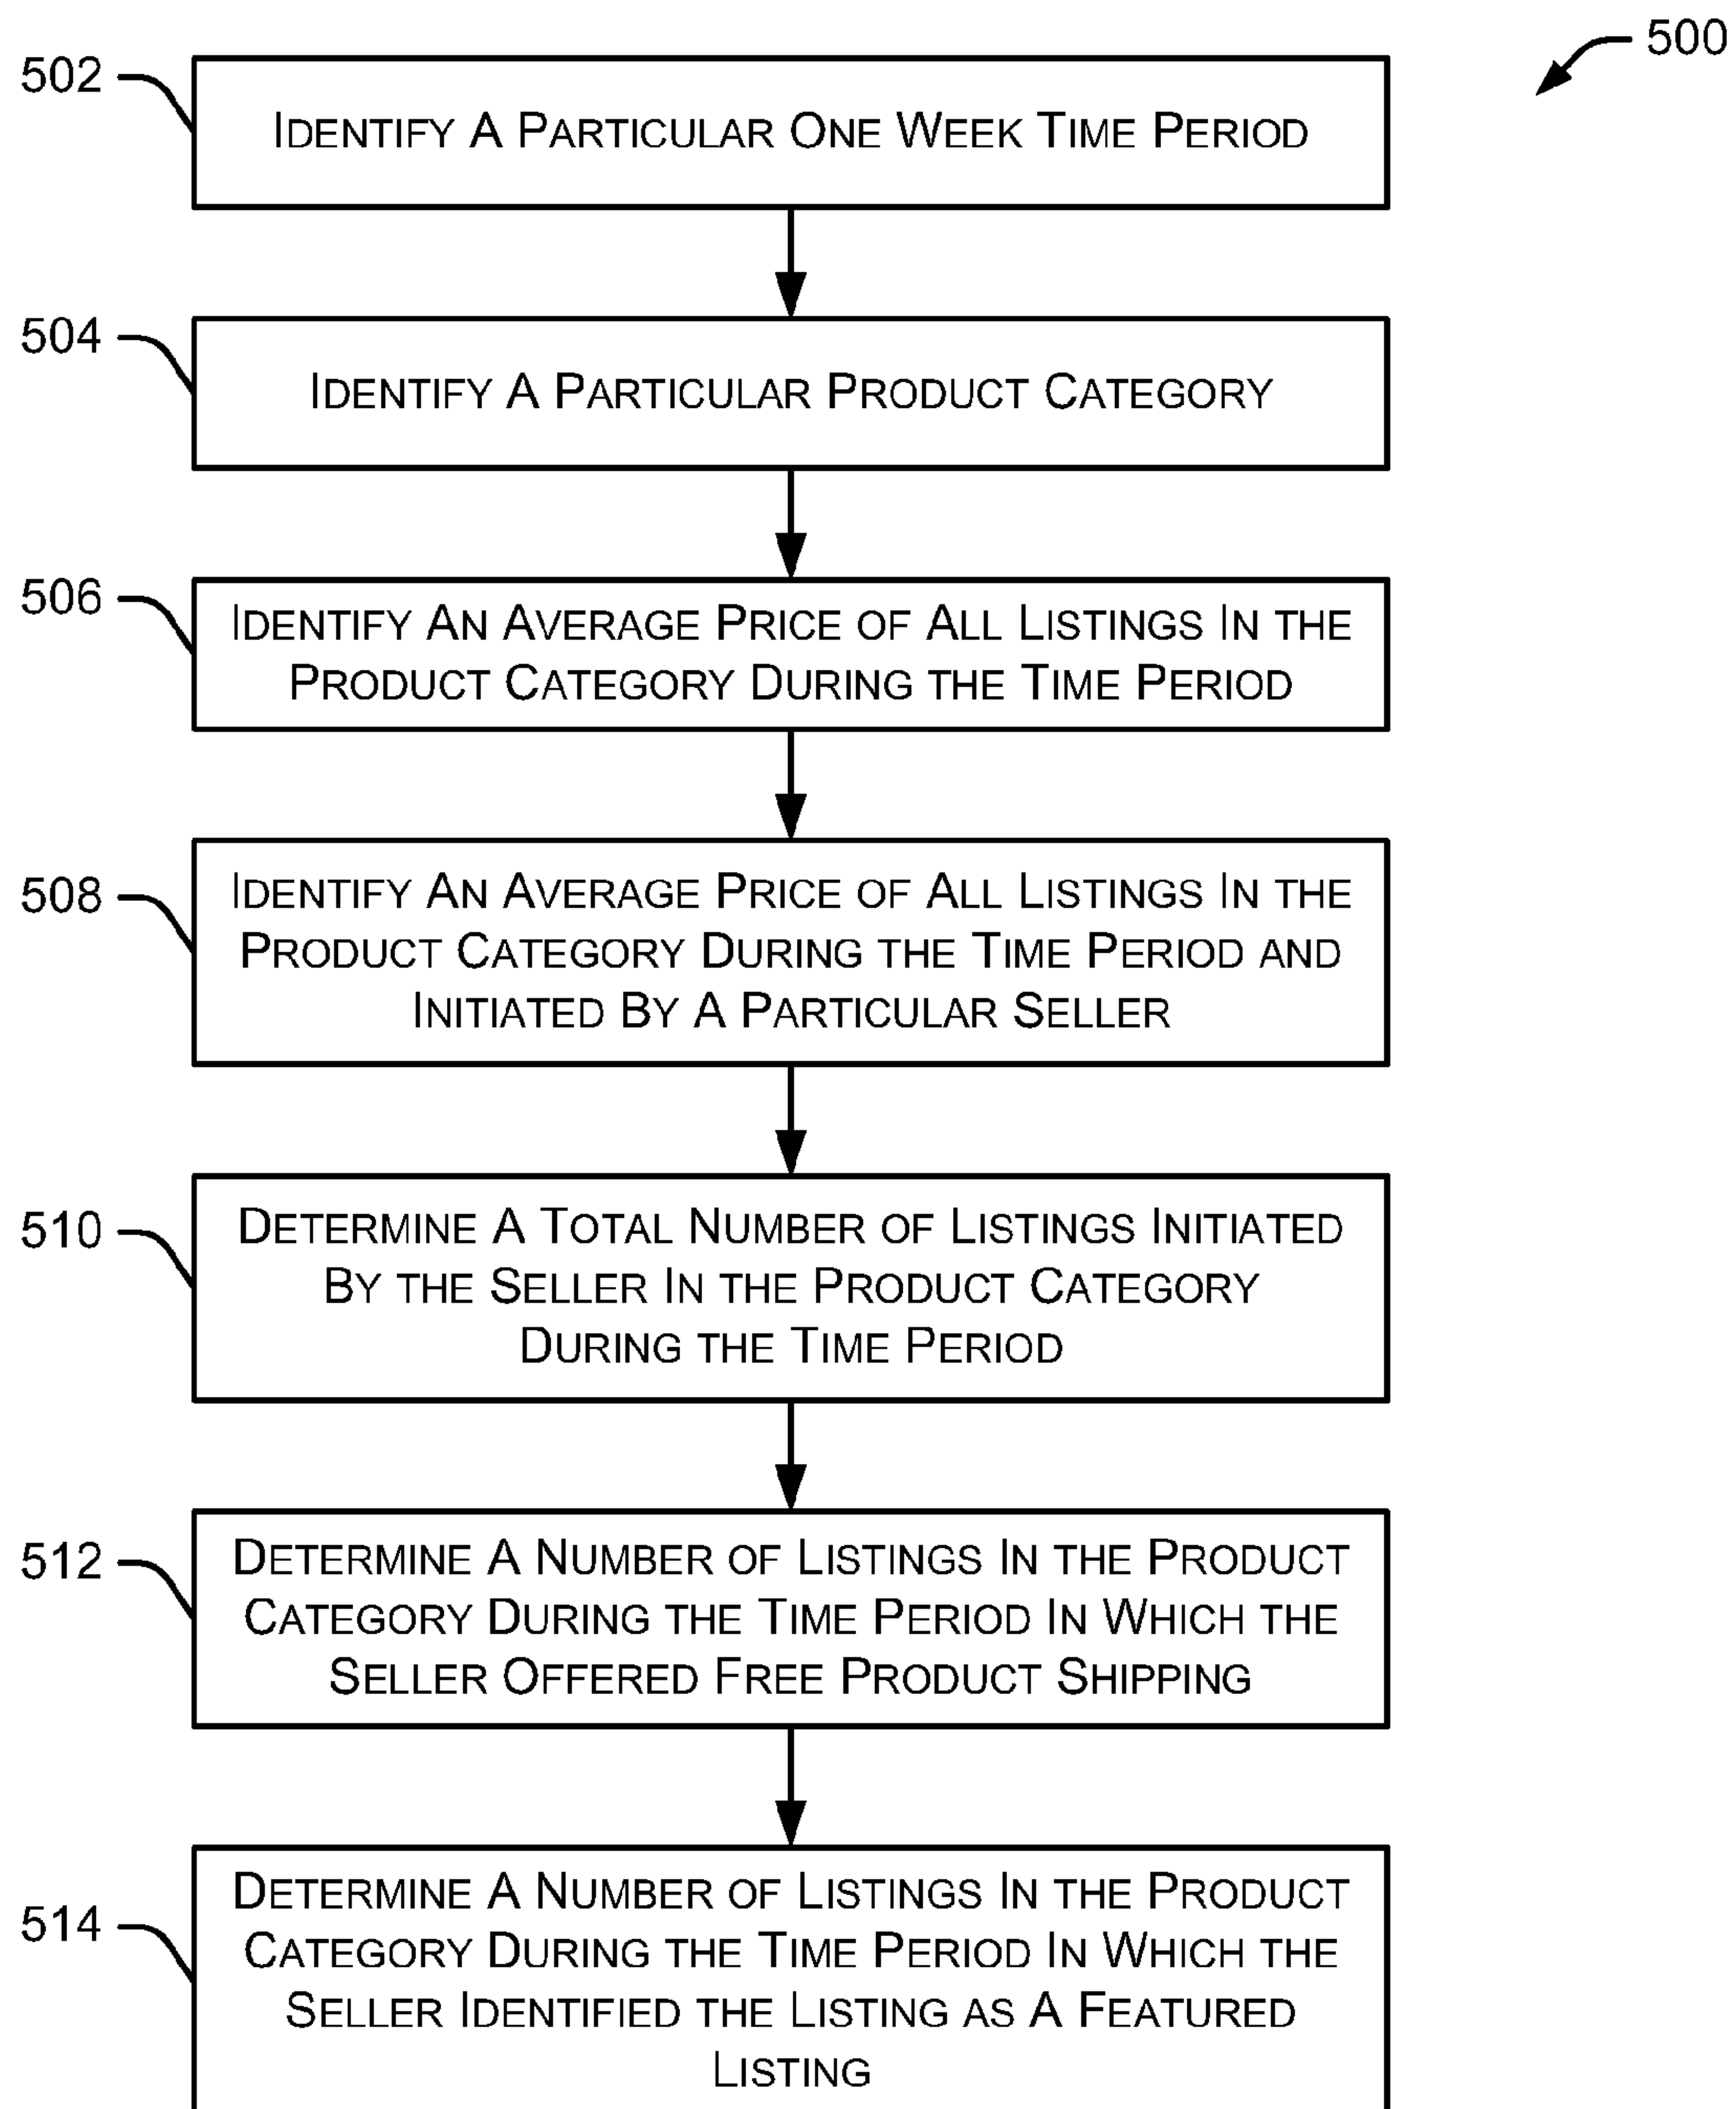 500
502
IDENTIFY A PARTICULAR ONE WEEK TIME PERIOD
504
IDENTIFY A PARTICULAR PRODUCT CATEGORY
506
IDENTIFY AN AVERAGE PRICE OF ALL LISTINGS IN THE
PRODUCT CATEGORY DURING THE TIME PERIOD
508
IDENTIFY AN AVERAGE PRICE OF ALL LISTINGS IN THE
PRODUCT CATEGORY DURING THE TIME PERIOD AND
INITIATED BY A PARTICULAR SELLER
510
DETERMINE A TOTAL NUMBER OF LISTINGS INITIATED
BY THE SELLER IN THE PRODUCT CATEGORY
DURING THE TIME PERIOD
512
DETERMINE A NUMBER OF LISTINGS IN THE PRODUCT
CATEGORY DURING THE TIME PERIOD IN WHICH THE
SELLER OFFERED FREE PRODUCT SHIPPING
514
DETERMINE A NUMBER OF LISTINGS IN THE PRODUCT
CATEGORY DURING THE TIME PERIOD IN WHICH THE
SELLER IDENTIFIED THE LISTING AS A FEATURED
LISTING